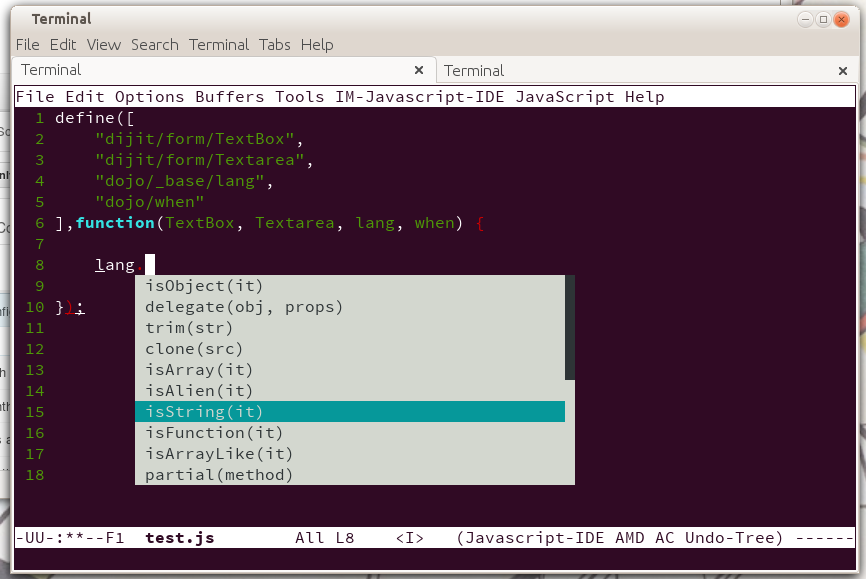 Terminal
File Edit View Search Terminal Tabs Help
Terminal × Terminal ×
File Edit Options Buffers Tools IM-Javascript-IDE JavaScript Help
1 define([
2     "dijit/form/TextBox",
3     "dijit/form/Textarea",
4     "dojo/_base/lang",
5     "dojo/when"
6 ],function(TextBox, Textarea, lang, when) {
7
8     lang.
9 isObject(it)
10 }); delegate(obj, props)
11 trim(str)
12 clone(src)
13 isArray(it)
14 isAlien(it)
15 isString(it)
16 isFunction(it)
17 isArrayLike(it)
18 partial(method)
-UU-:**--F1  test.js        All L8    <I>   (Javascript-IDE AMD AC Undo-Tree) ------